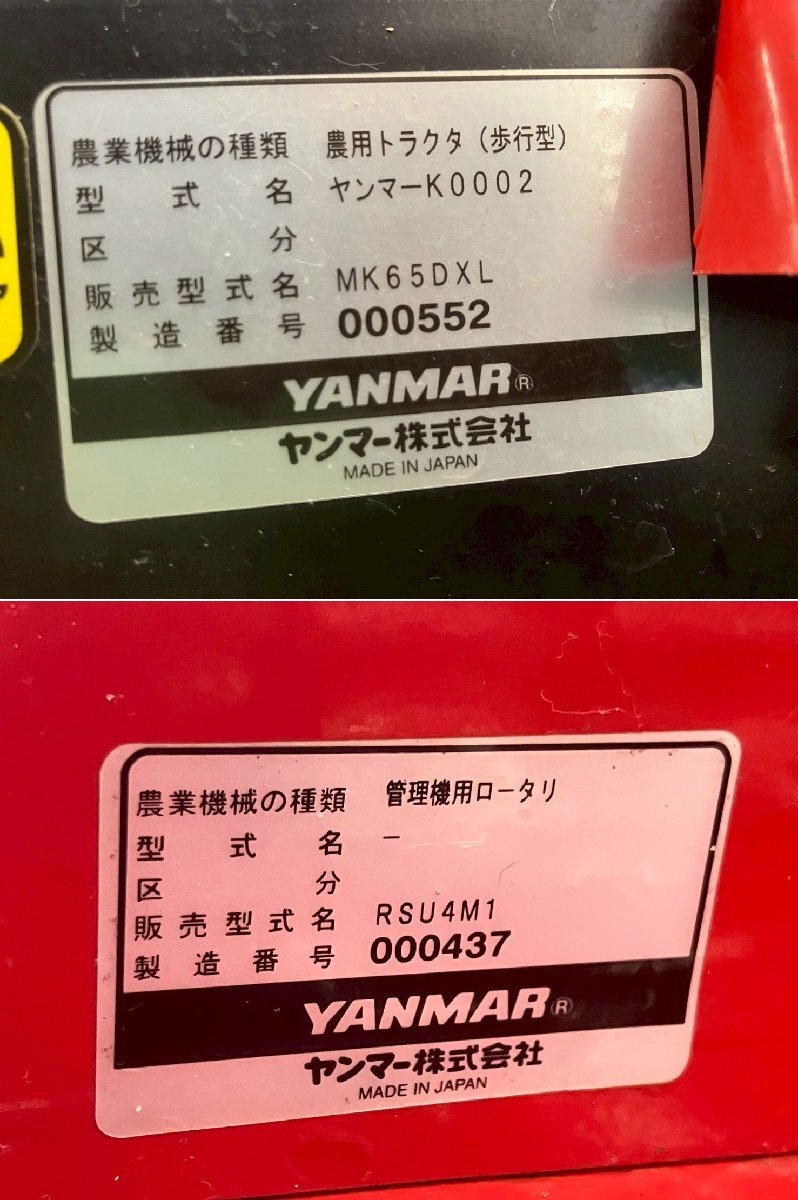 農業機械の種類 農用トラクタ(歩行型)
型式名 ヤンマーK0002
区分
販売型式名 MK65DXL
製造番号 000552
YANMAR®
ヤンマー株式会社
MADE IN JAPAN
農業機械の種類 管理機用ロータリ
型式名 −
区分
販売型式名 RSU4M1
製造番号 000437
YANMAR®
ヤンマー株式会社
MADE IN JAPAN